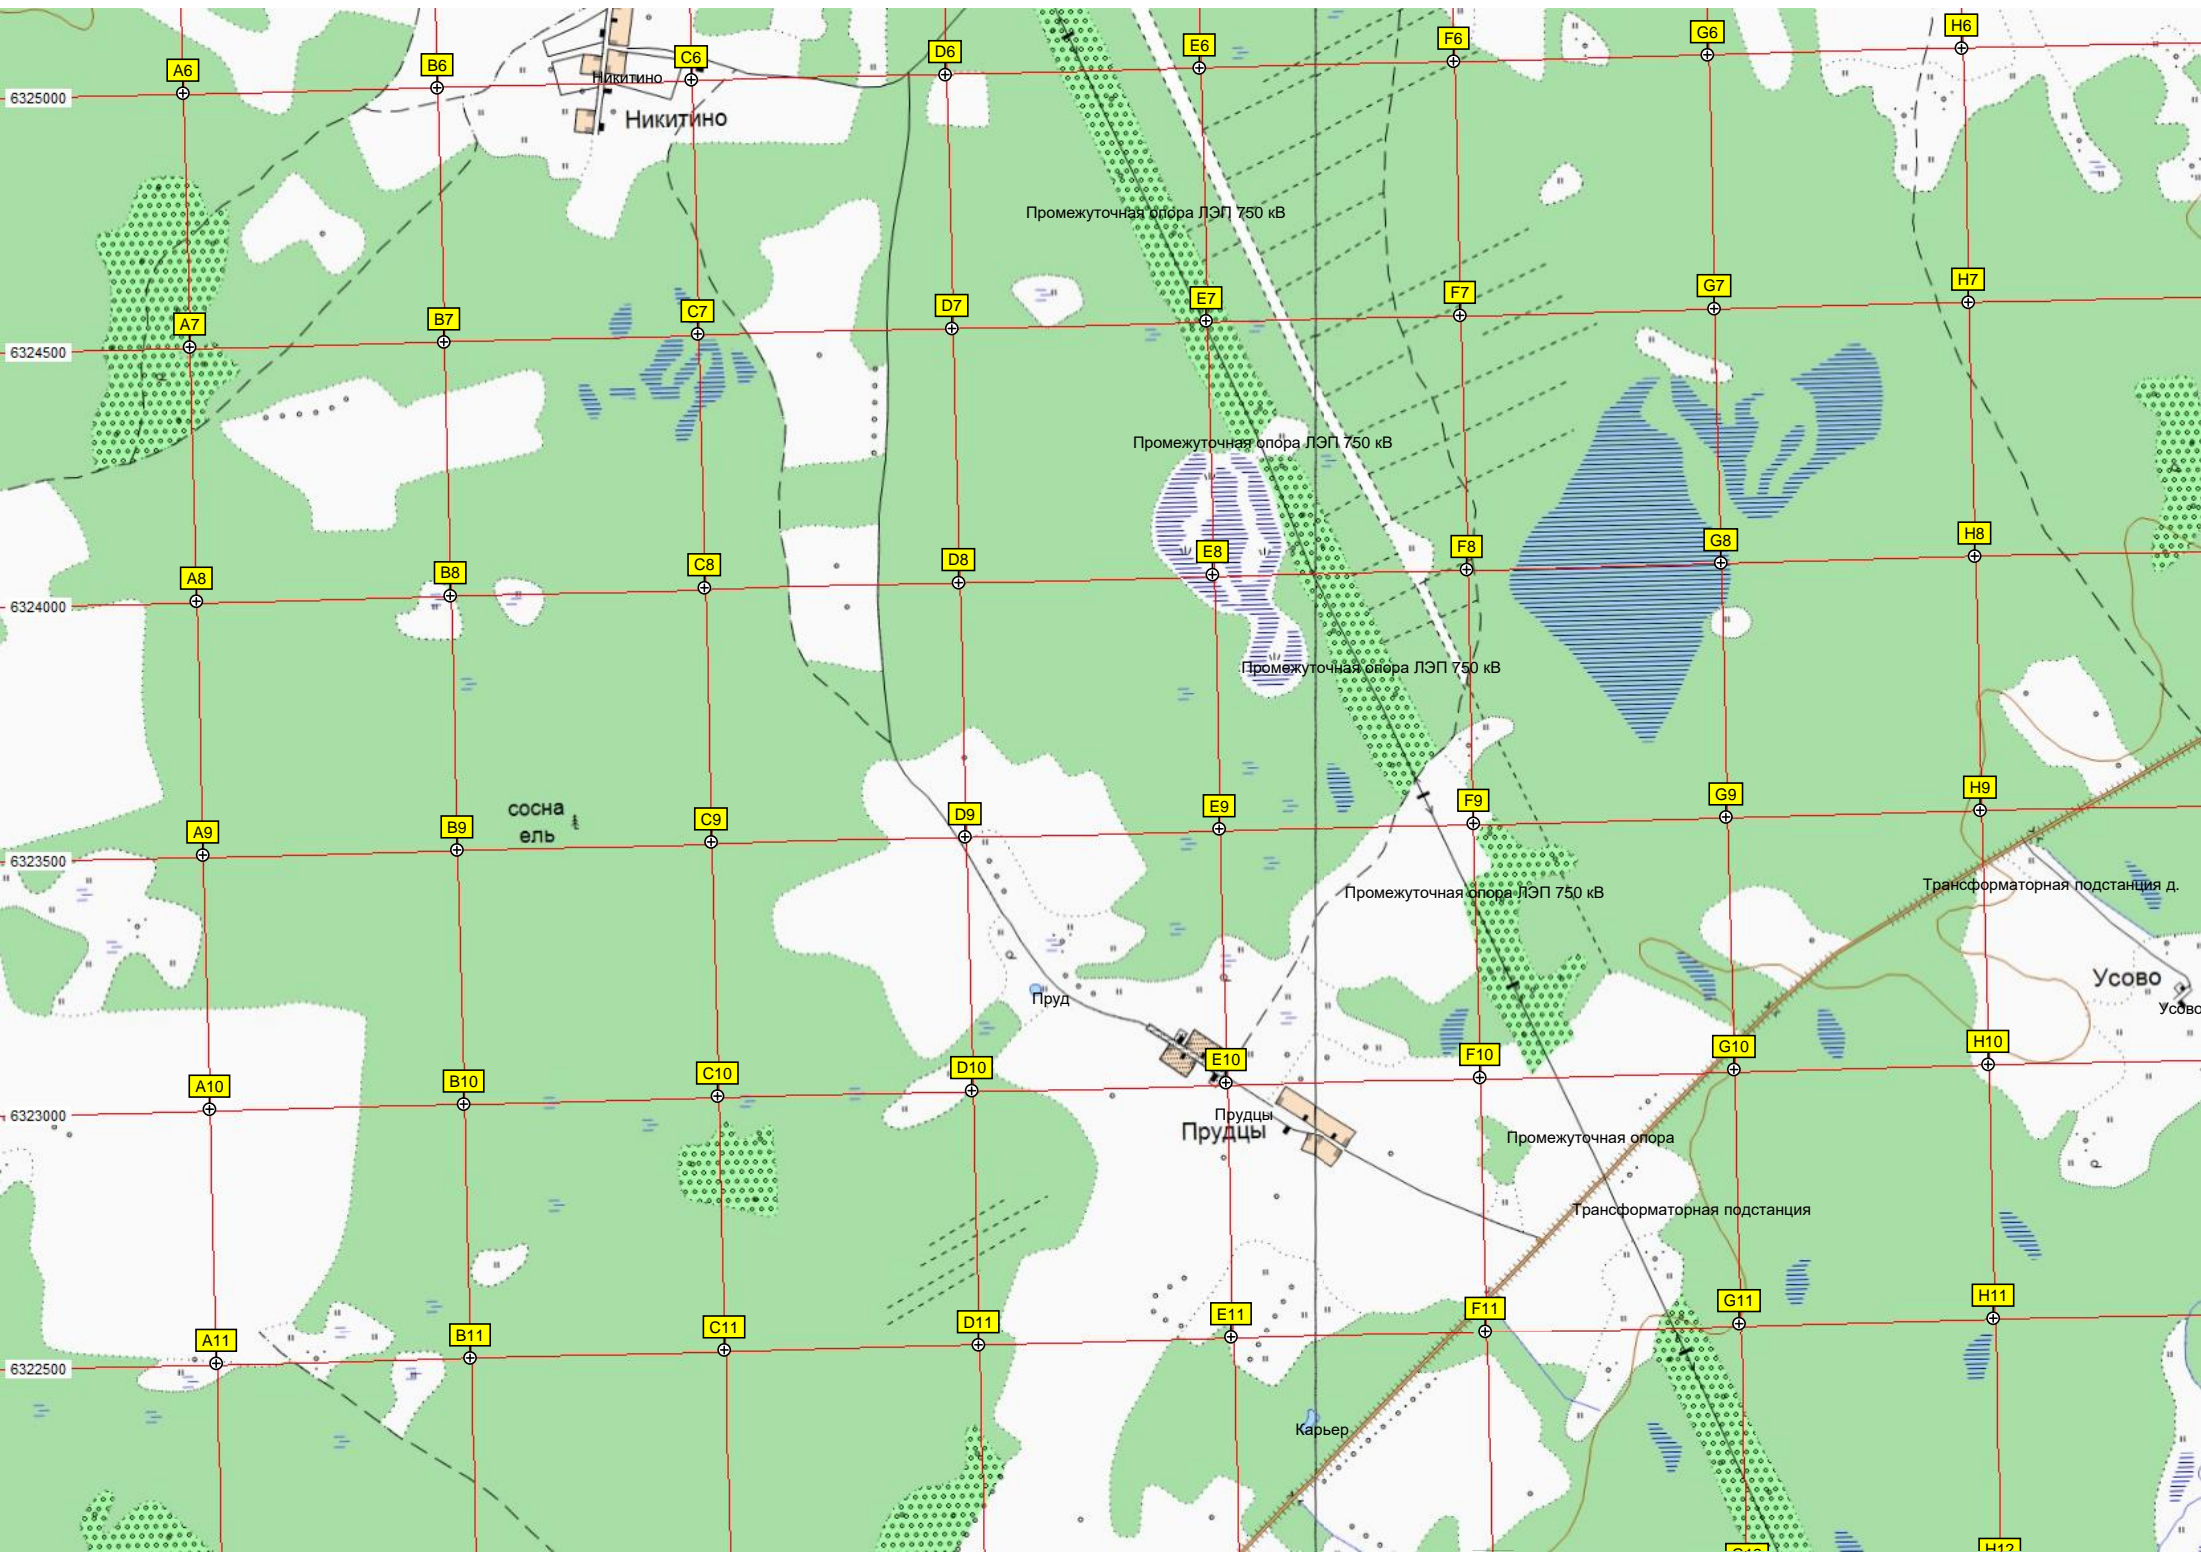 H6
G6
F6
E6
D6
C6
B6
A6
Никитино
6325000
Никитино
Промежуточная опора ЛЭП 750 кВ
H7
G7
F7
E7
D7
C7
B7
A7
6324500
Промежуточная опора ЛЭП 750 кВ
H8
G8
F8
E8
D8
C8
B8
A8
6324000
Промежуточная опора ЛЭП 750 кВ
H9
G9
F9
E9
D9
C9
B9
A9
сосна
ель
6323500
Трансформаторная подстанция д.
Промежуточная опора ЛЭП 750 кВ
Усово
Усово
Пруд
H10
G10
F10
E10
D10
C10
B10
A10
6323000
Прудцы
Прудцы
Промежуточная опора
Трансформаторная подстанция
H11
G11
F11
E11
D11
C11
B11
A11
6322500
Карьер
H12